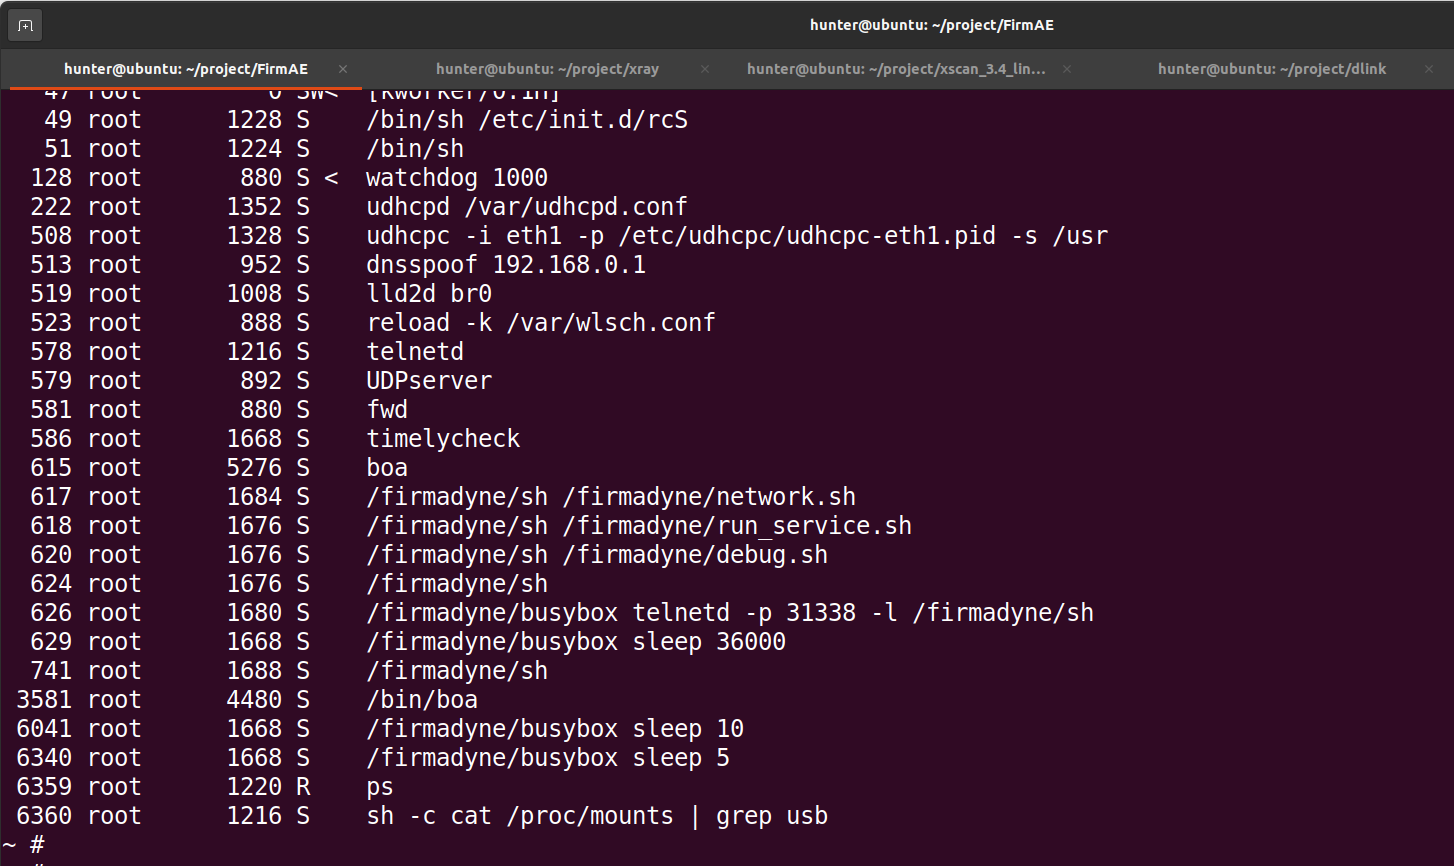 hunter@ubuntu: ~/project/FirmAE
hunter@ubuntu: ~/project/FirmAE × hunter@ubuntu: ~/project/xray × hunter@ubuntu: ~/project/xscan_3.4_lin... × hunter@ubuntu: ~/project/dlink ×
47 root 0 SW< [kworker/0:1H]
49 root 1228 S /bin/sh /etc/init.d/rcS
51 root 1224 S /bin/sh
128 root 880 S < watchdog 1000
222 root 1352 S udhcpd /var/udhcpd.conf
508 root 1328 S udhcpc -i eth1 -p /etc/udhcpc/udhcpc-eth1.pid -s /usr
513 root 952 S dnsspoof 192.168.0.1
519 root 1008 S lld2d br0
523 root 888 S reload -k /var/wlsch.conf
578 root 1216 S telnetd
579 root 892 S UDPserver
581 root 880 S fwd
586 root 1668 S timelycheck
615 root 5276 S boa
617 root 1684 S /firmadyne/sh /firmadyne/network.sh
618 root 1676 S /firmadyne/sh /firmadyne/run_service.sh
620 root 1676 S /firmadyne/sh /firmadyne/debug.sh
624 root 1676 S /firmadyne/sh
626 root 1680 S /firmadyne/busybox telnetd -p 31338 -l /firmadyne/sh
629 root 1668 S /firmadyne/busybox sleep 36000
741 root 1688 S /firmadyne/sh
3581 root 4480 S /bin/boa
6041 root 1668 S /firmadyne/busybox sleep 10
6340 root 1668 S /firmadyne/busybox sleep 5
6359 root 1220 R ps
6360 root 1216 S sh -c cat /proc/mounts | grep usb
~ #